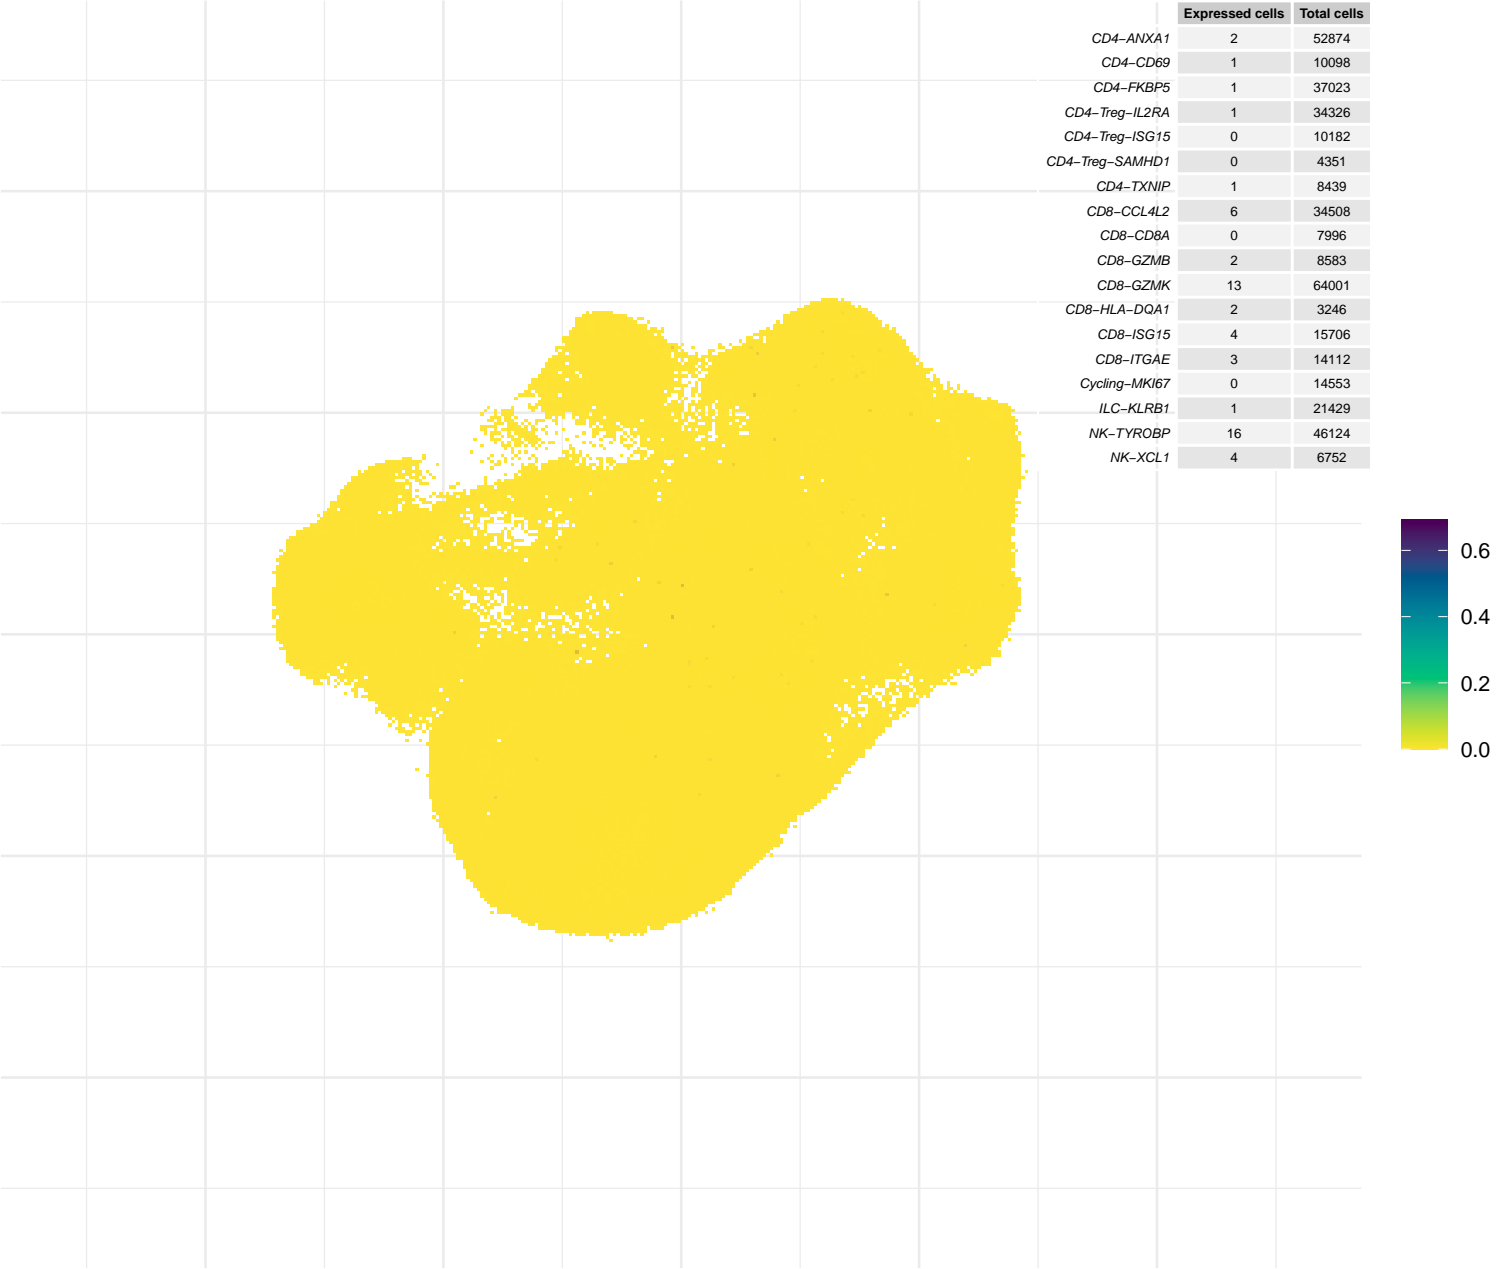 Expressed cells Total cells
CD4−ANXA1 2 52874
CD4−CD69 1 10098
CD4−FKBP5 1 37023
CD4−Treg−IL2RA 1 34326
CD4−Treg−ISG15 0 10182
CD4−Treg−SAMHD1 0 4351
CD4−TXNIP 1 8439
CD8−CCL4L2 6 34508
CD8−CD8A 0 7996
CD8−GZMB 2 8583
CD8−GZMK 13 64001
CD8−HLA−DQA1 2 3246
CD8−ISG15 4 15706
CD8−ITGAE 3 14112
Cycling−MKI67 0 14553
ILC−KLRB1 1 21429
NK−TYROBP 16 46124
NK−XCL1 4 6752
0.6
0.4
0.2
0.0